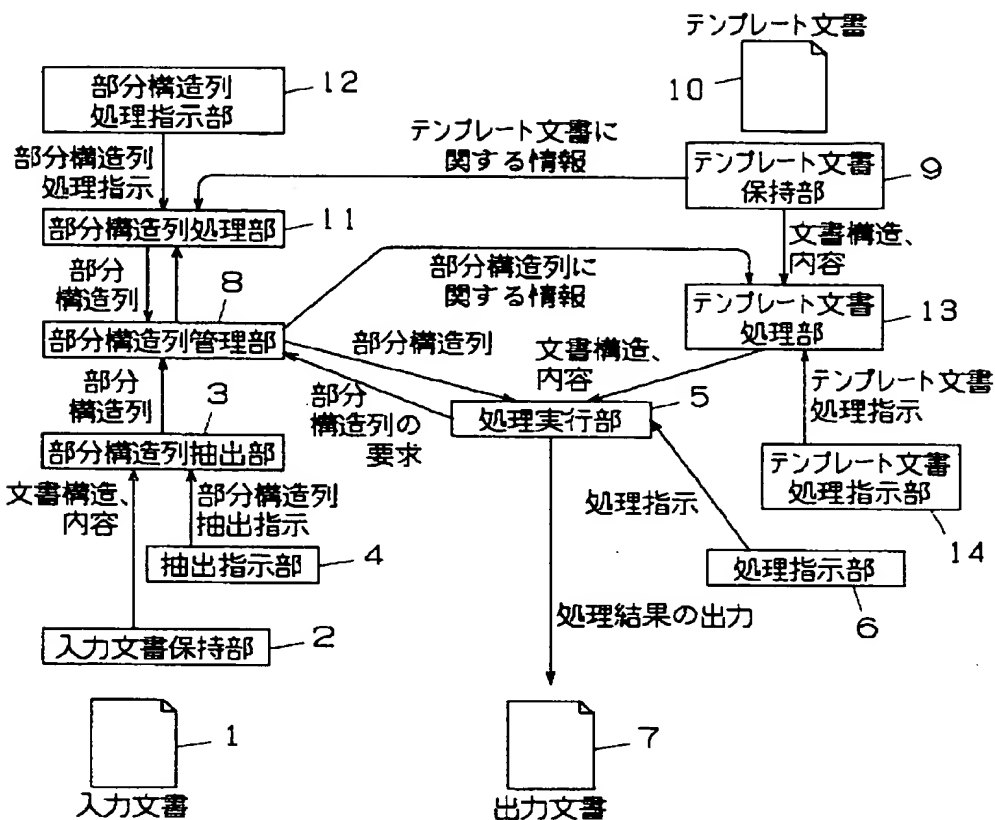 テンプレート文書
10
部分構造列
処理指示部
12
テンプレート文書に
関する情報
テンプレート文書
保持部
9
部分構造列
処理指示
部分構造列処理部
11
文書構造、
内容
部分
構造列
8
部分構造列に
関する情報
テンプレート文書
処理部
13
部分構造列管理部
部分構造列
文書構造、
内容
部分
構造列
3
部分
構造列の
要求
処理実行部
5
テンプレート文書
処理指示
部分構造列抽出部
テンプレート文書
処理指示部
14
文書構造、
内容
部分構造列
抽出指示
処理指示
抽出指示部
4
処理指示部
6
入力文書保持部
2
処理結果の出力
1
入力文書
7
出力文書